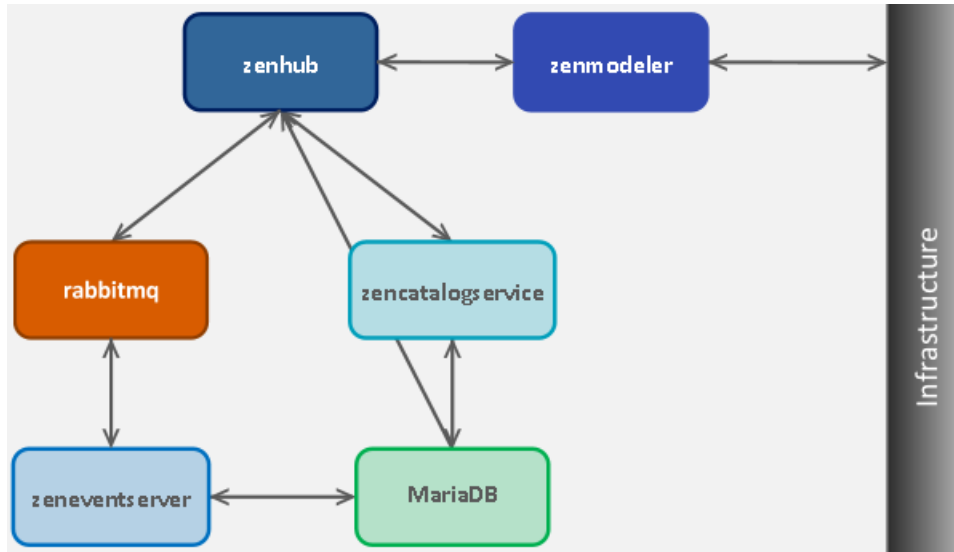 zenhub
zenmodeler
rabbitmq
zencatalogservice
zeneventserver
MariaDB
Infrastructure